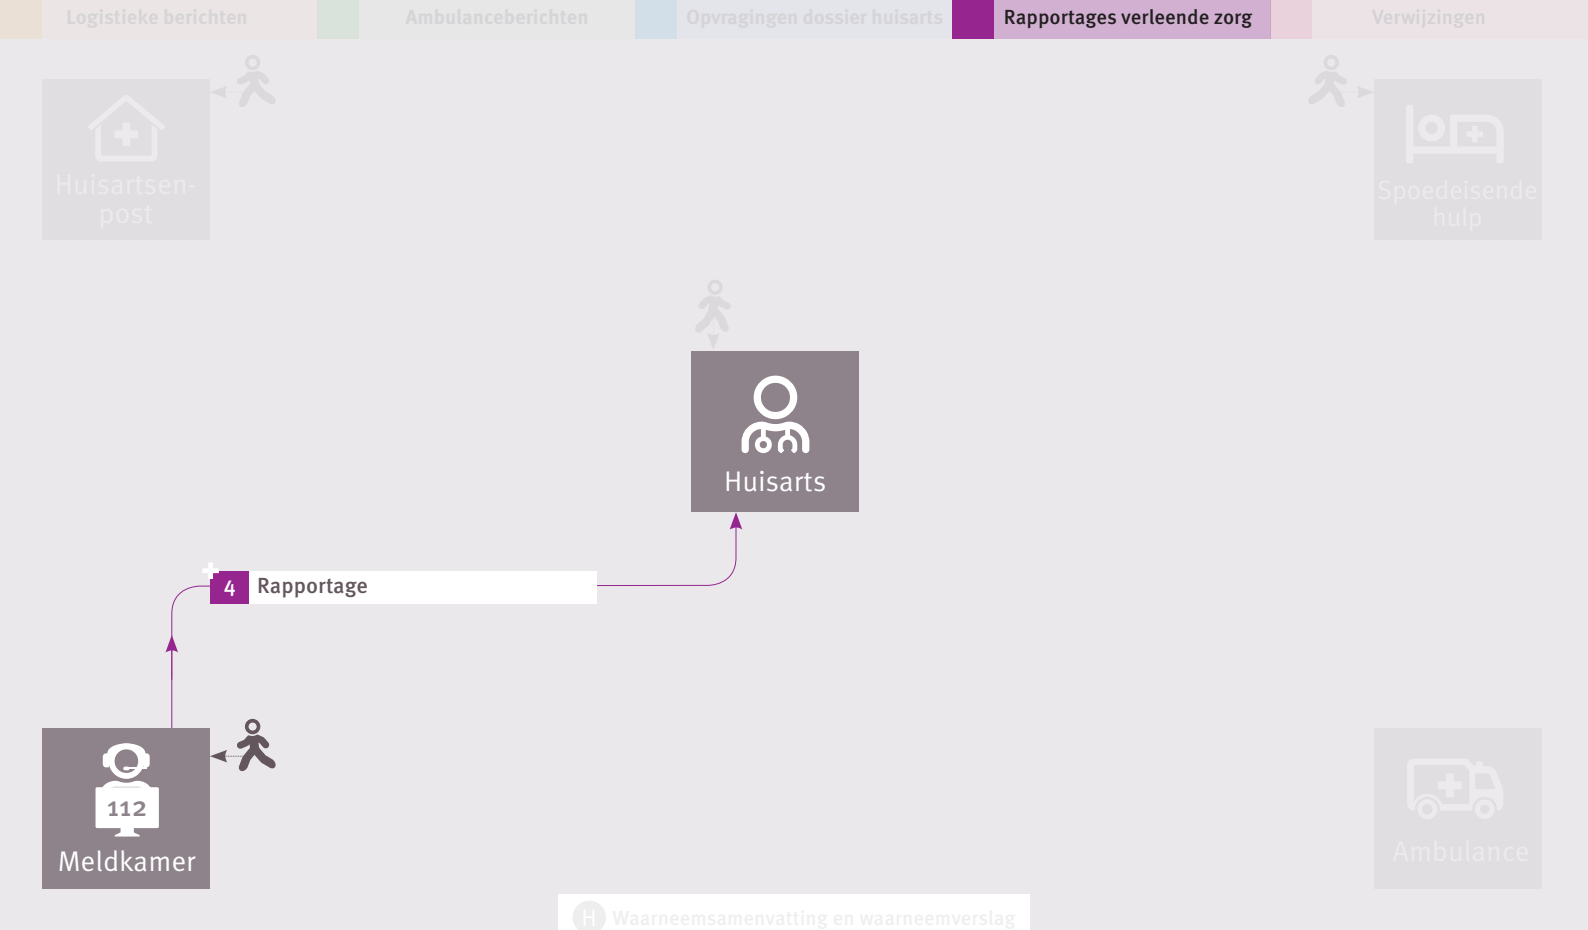 Logistieke berichten
Ambulanceberichten
Opvragingen dossier huisarts
Rapportages verleende zorg
Verwijzingen
Huisartsen-
post
Spoedeisende
hulp
Huisarts
4 Rapportage
112
Meldkamer
Ambulance
H Waarneemsamenvatting en waarneemverslag